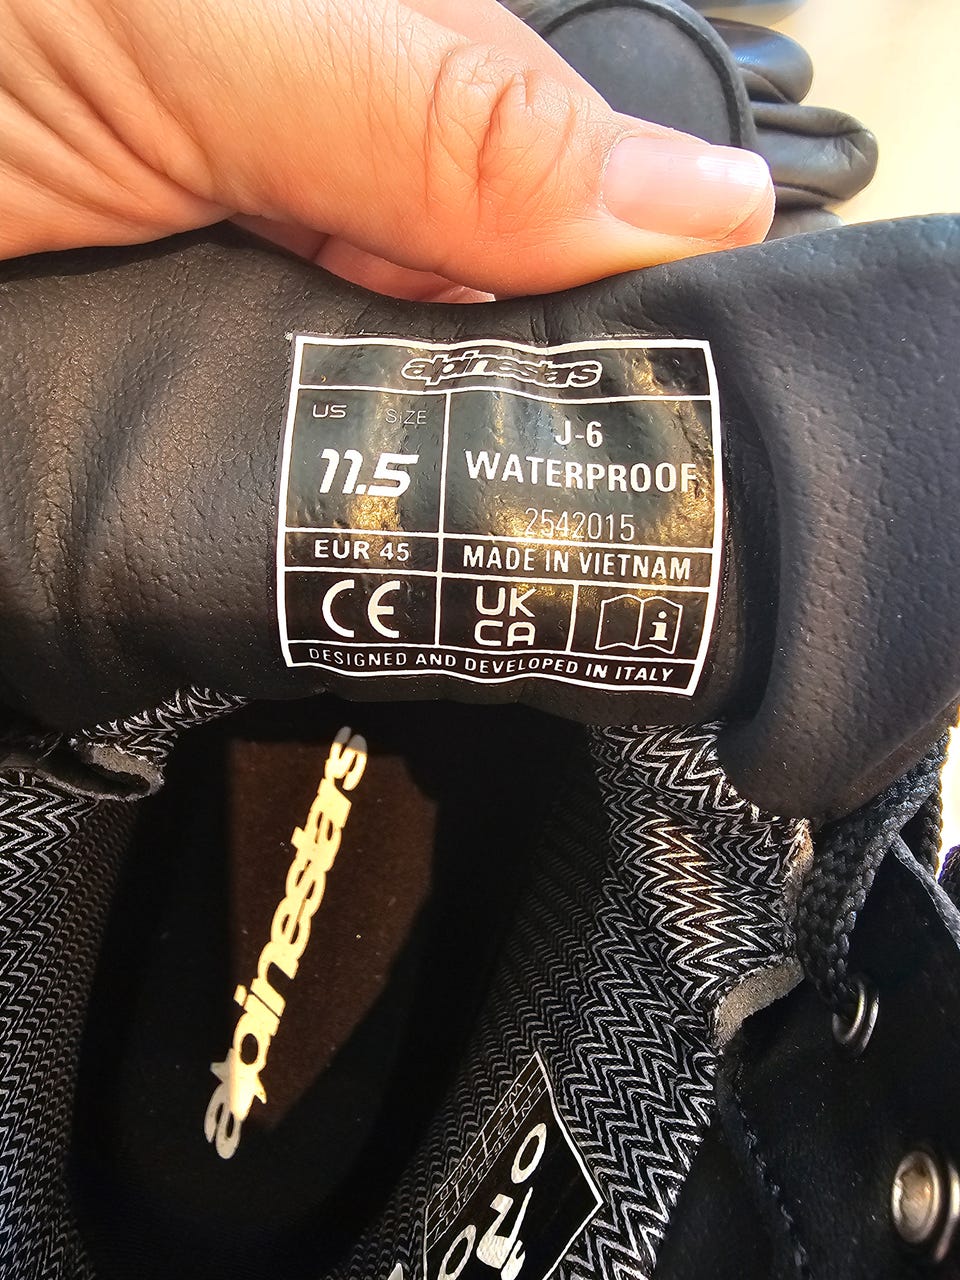 alpinestars
US SiZE
11.5
J-6
WATERPROOF
2542015
EUR 45
MADE IN VIETNAM
CE
UK
CA
i
DESIGNED AND DEVELOPED IN ITALY
alpinestars